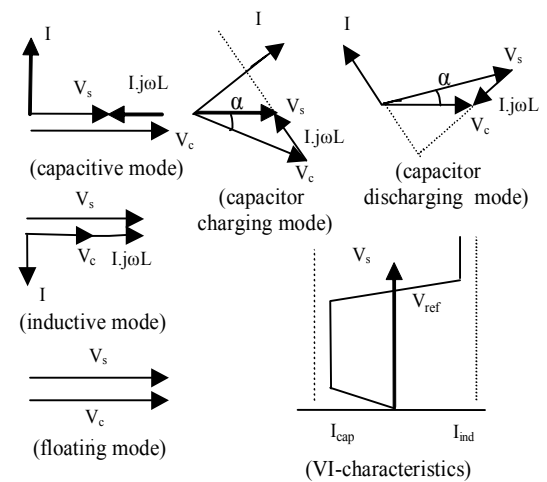 I
V_s
I.jωL
V_c
(capacitive mode)
I
α
V_s
I.jωL
V_c
(capacitor
charging mode)
I
V_s
α
I.jωL
V_c
(capacitor
discharging mode)
V_s
V_c
I.jωL
I
(inductive mode)
V_s
V_c
(floating mode)
V_s
V_ref
I_cap
I_ind
(VI-characteristics)